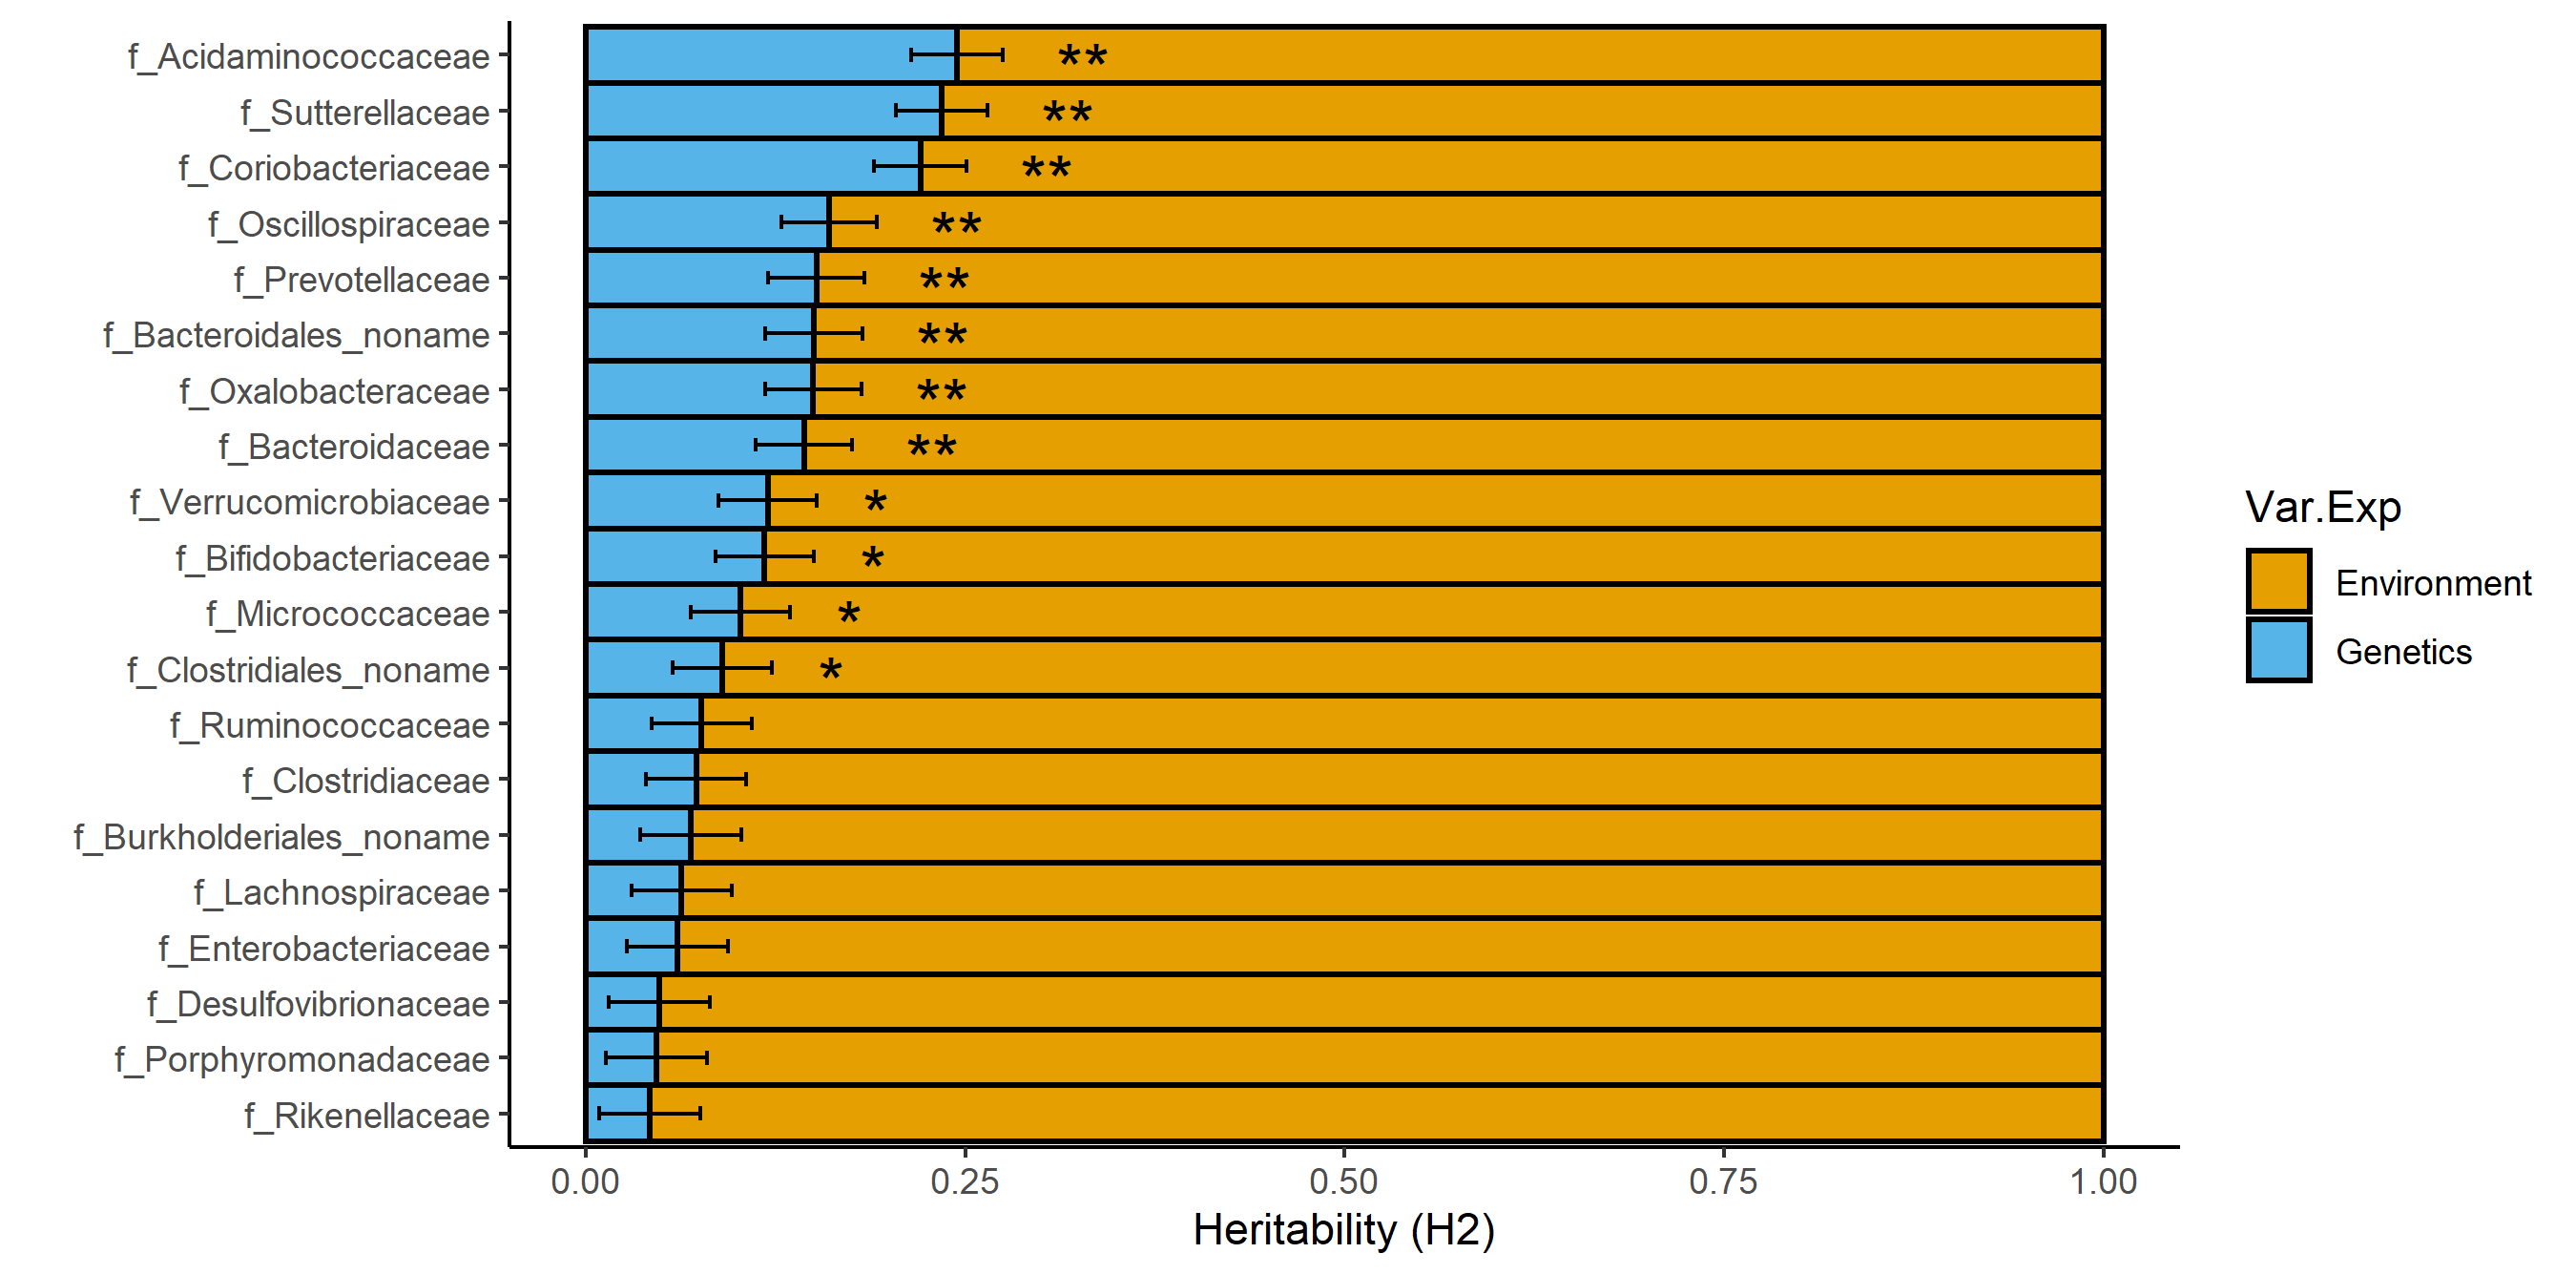 f_Acidaminococcaceae **
f_Sutterellaceae **
f_Coriobacteriaceae **
f_Oscillospiraceae **
f_Prevotellaceae **
f_Bacteroidales_noname **
f_Oxalobacteraceae **
f_Bacteroidaceae **
f_Verrucomicrobiaceae *
f_Bifidobacteriaceae *
f_Micrococcaceae *
f_Clostridiales_noname *
f_Ruminococcaceae
f_Clostridiaceae
f_Burkholderiales_noname
f_Lachnospiraceae
f_Enterobacteriaceae
f_Desulfovibrionaceae
f_Porphyromonadaceae
f_Rikenellaceae
0.00 0.25 0.50 0.75 1.00
Heritability (H2)
Var.Exp
Environment
Genetics